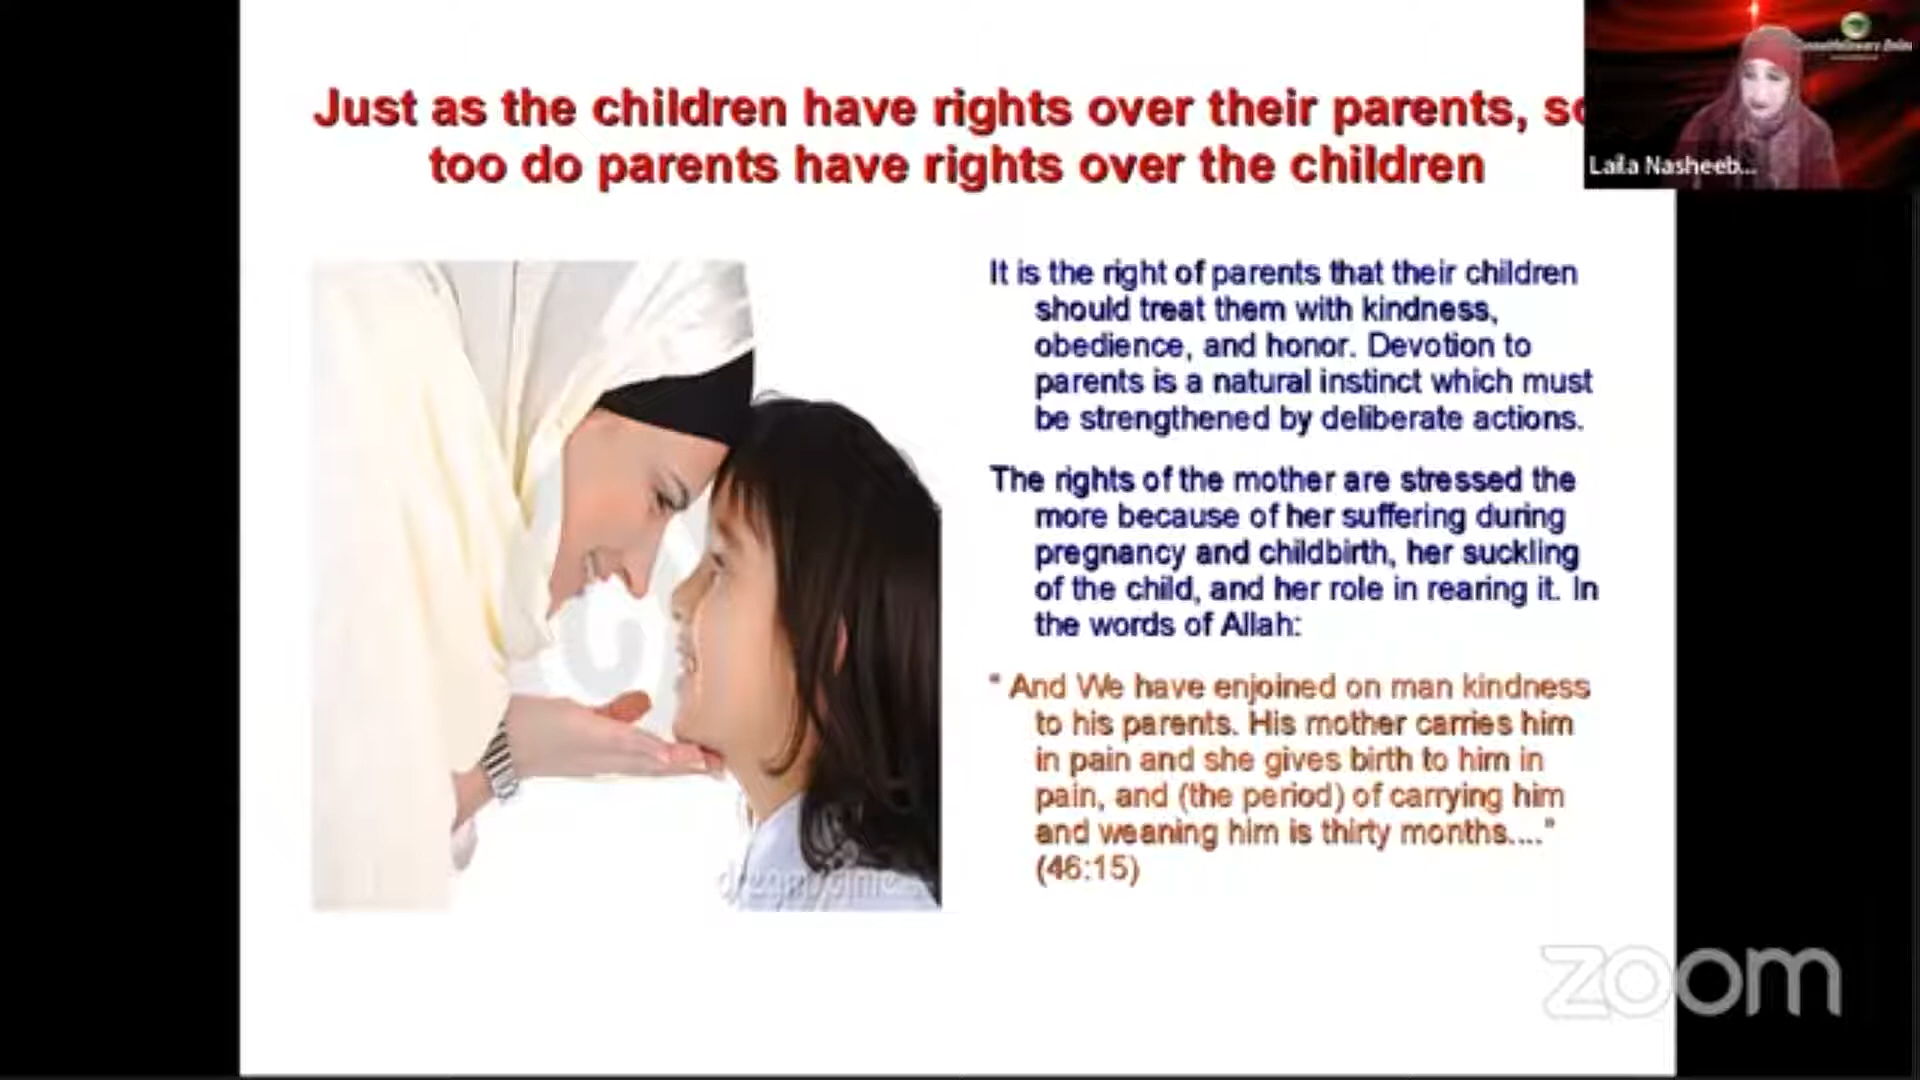 Just as the children have rights over their parents, so
too do parents have rights over the children
Laila Nasheeb...
It is the right of parents that their children
should treat them with kindness,
obedience, and honor. Devotion to
parents is a natural instinct which must
be strengthened by deliberate actions.
The rights of the mother are stressed the
more because of her suffering during
pregnancy and childbirth, her suckling
of the child, and her role in rearing it. In
the words of Allah:
" And We have enjoined on man kindness
to his parents. His mother carries him
in pain and she gives birth to him in
pain, and (the period) of carrying him
and weaning him is thirty months...."
(46:15)
zoom